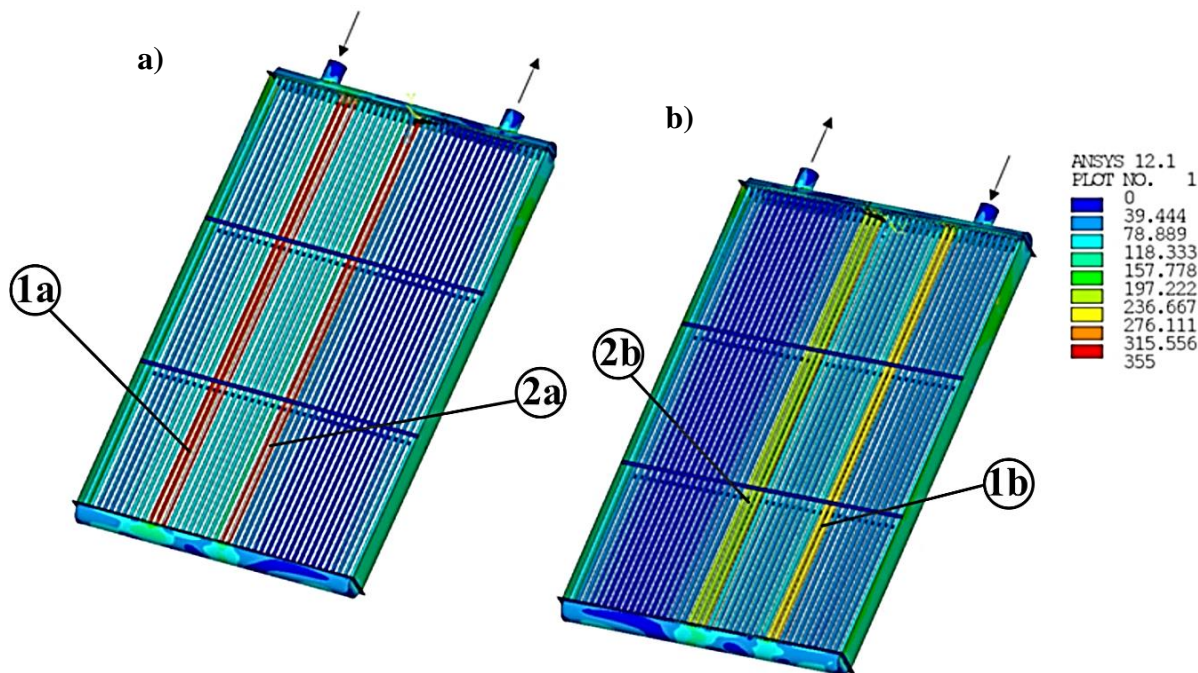 a)
b)
1a
2a
2b
1b
ANSYS 12.1
PLOT NO. 1
0
39.444
78.889
118.333
157.778
197.222
236.667
276.111
315.556
355